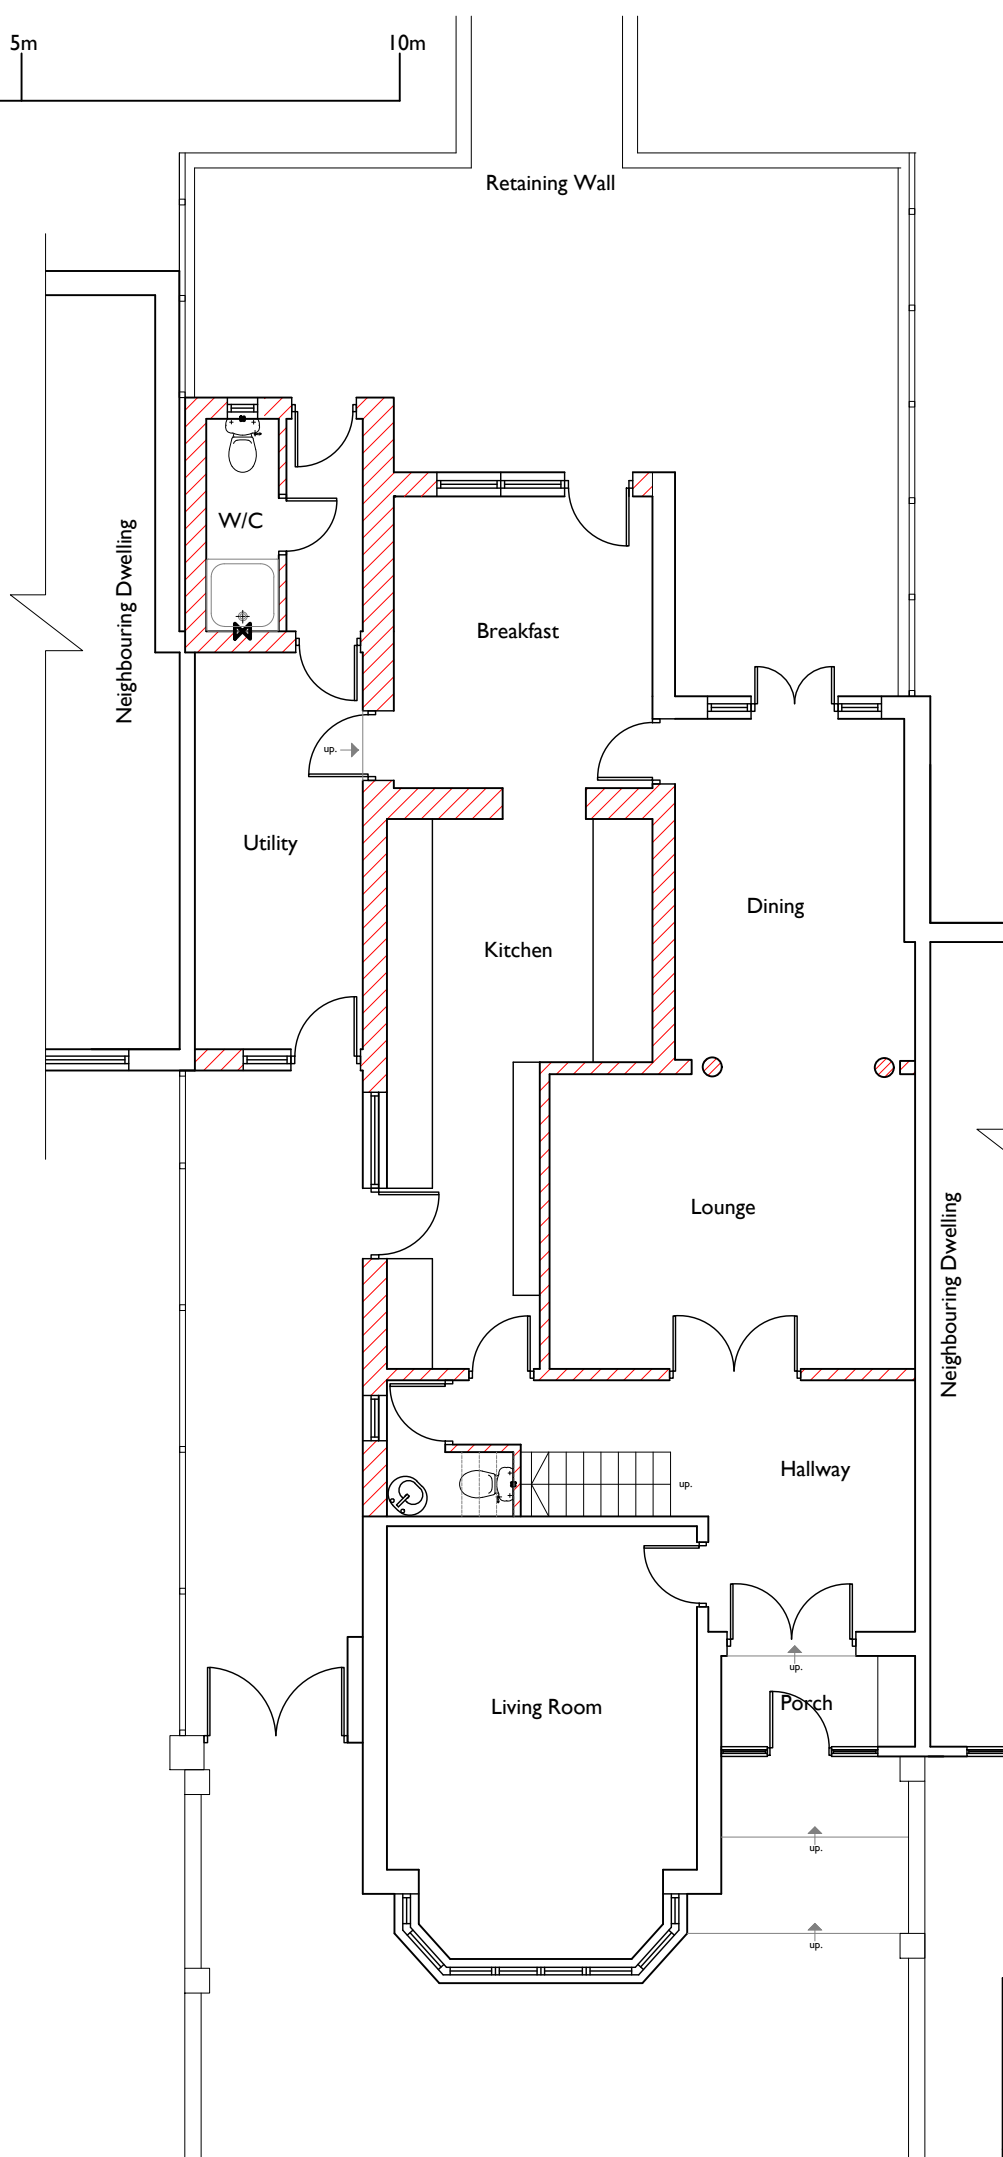 5m
10m
Retaining Wall
Neighbouring Dwelling
W/C
Breakfast
up.
Utility
Dining
Kitchen
Lounge
Neighbouring Dwelling
Hallway
up.
up.
Living Room
Porch
up.
up.